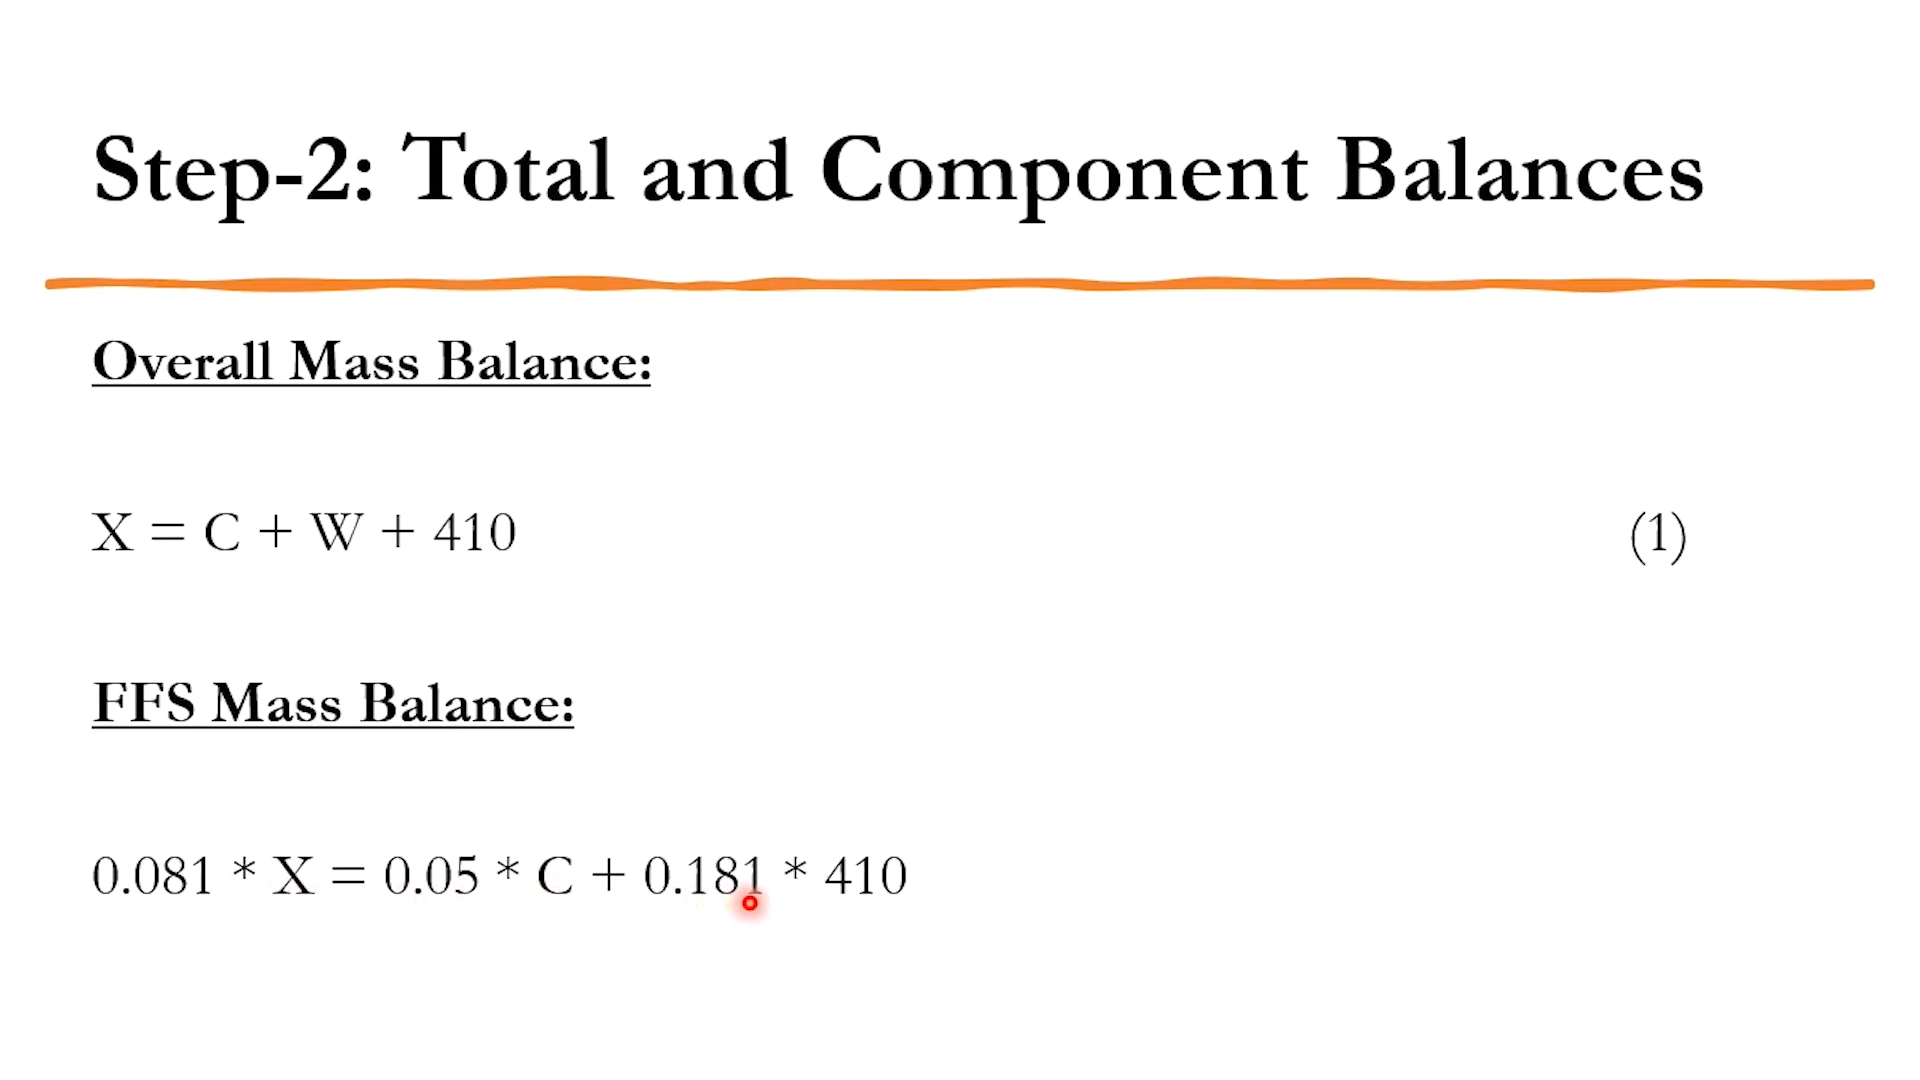 Step-2: Total and Component Balances
Overall Mass Balance:
X = C + W + 410 (1)
FFS Mass Balance:
0.081 * X = 0.05 * C + 0.181 * 410